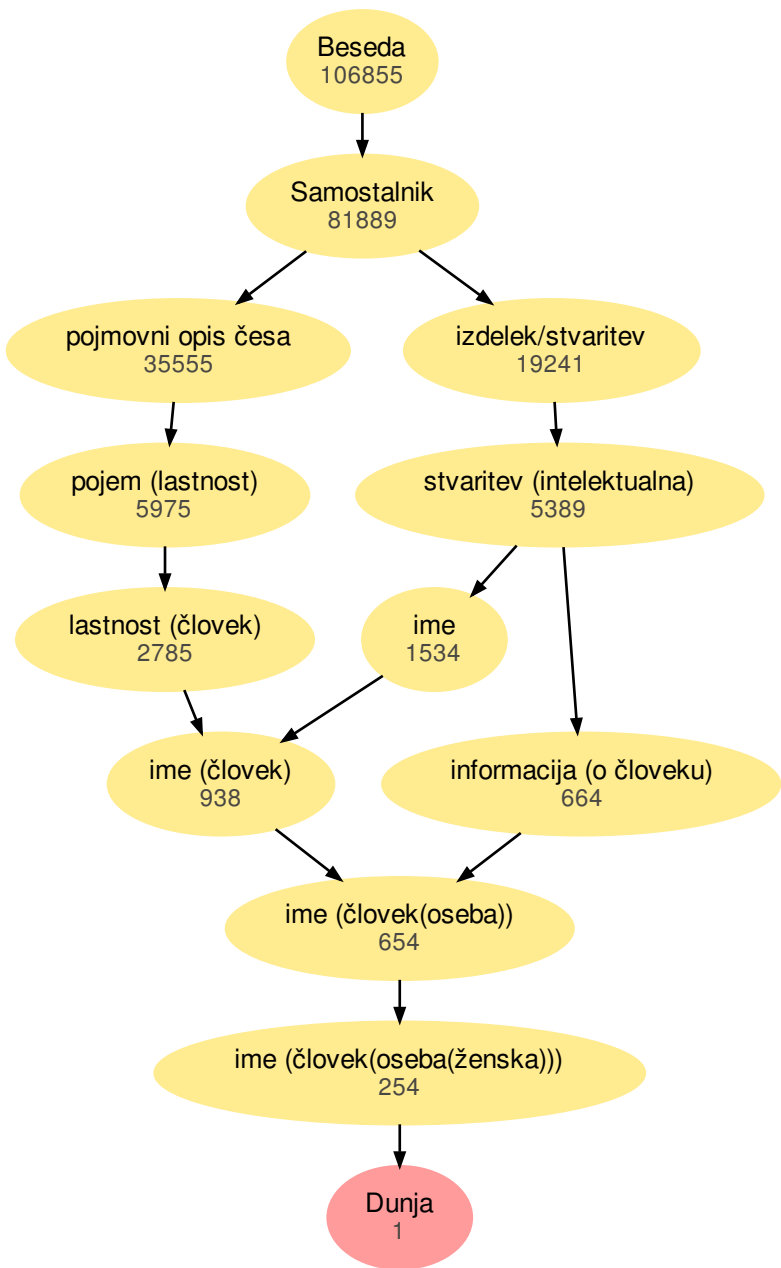 Beseda
106855
Samostalnik
81889
pojmovni opis česa
35555
izdelek/stvaritev
19241
pojem (lastnost)
5975
stvaritev (intelektualna)
5389
lastnost (človek)
2785
ime
1534
ime (človek)
938
informacija (o človeku)
664
ime (človek(oseba))
654
ime (človek(oseba(ženska)))
254
Dunja
1